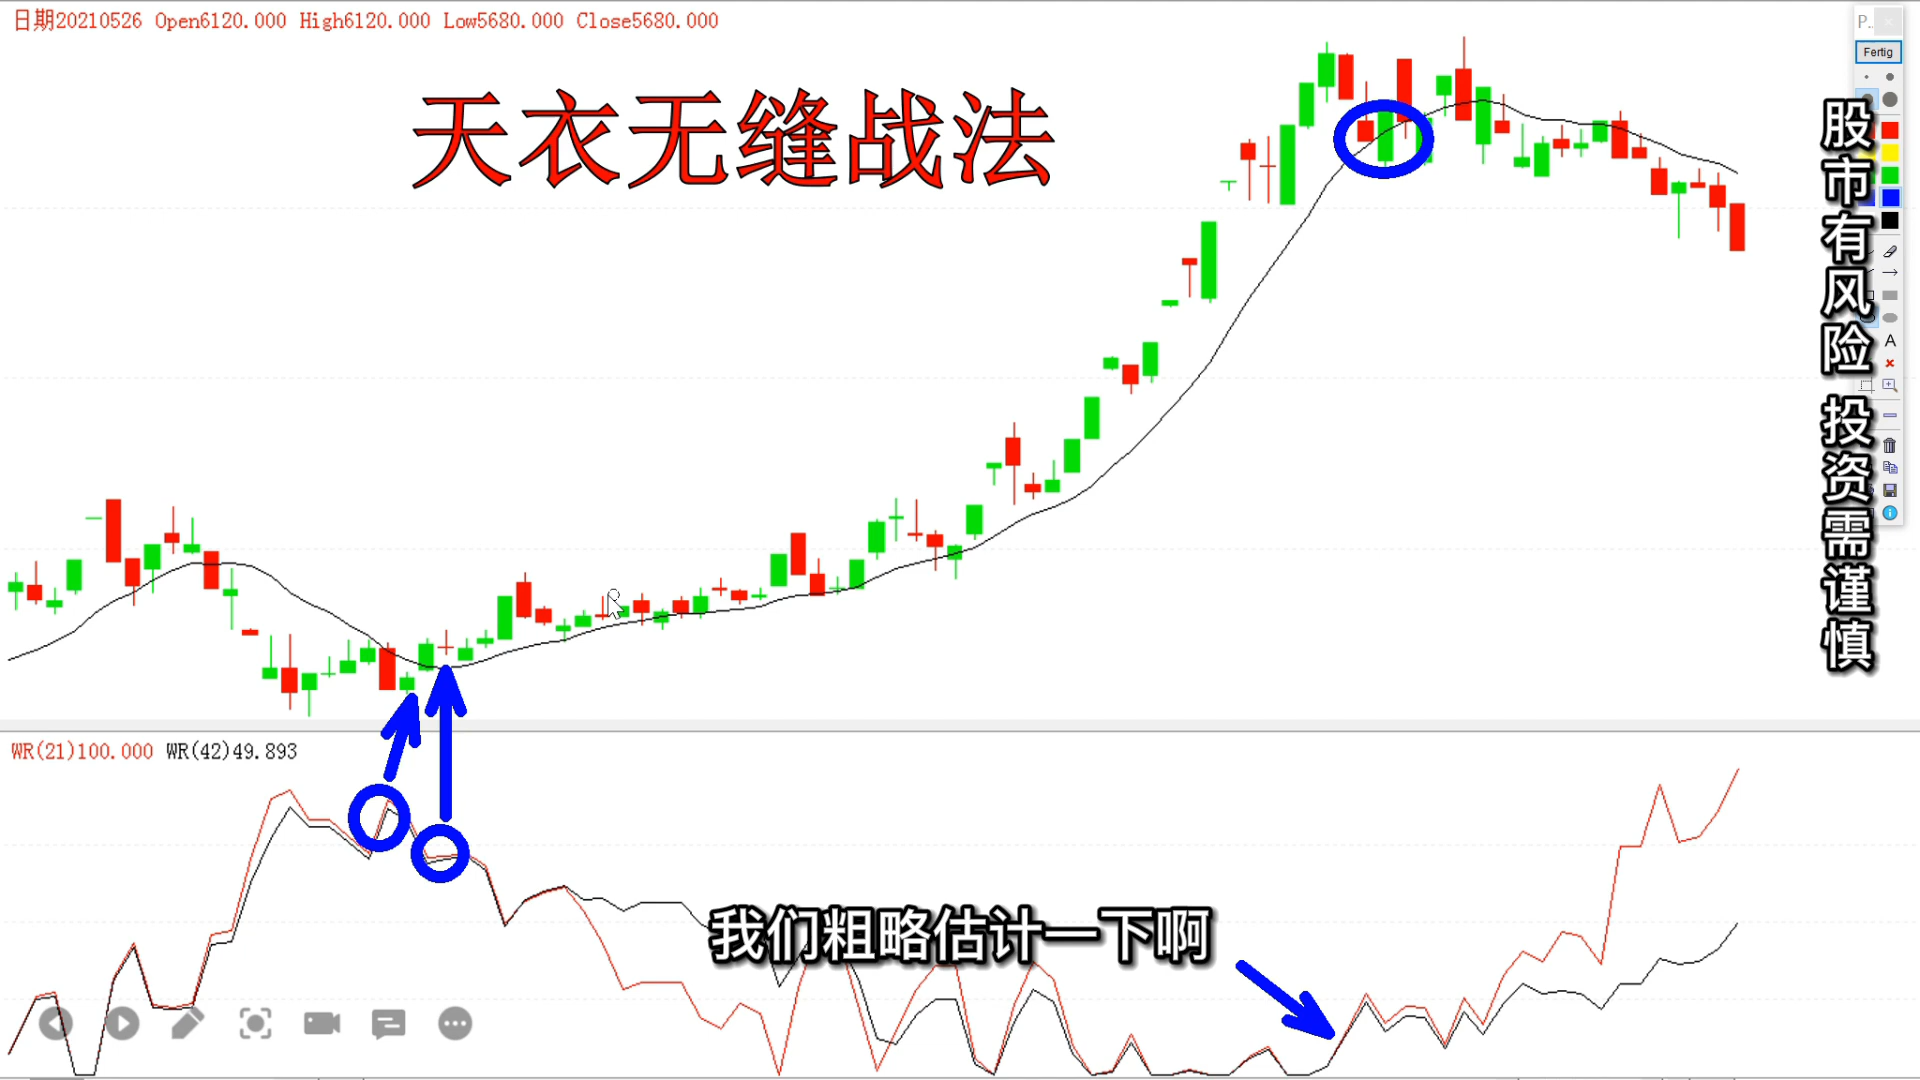 日期20210526 Open6120.000 High6120.000 Low5680.000 Close5680.000
P..
Fertig
天衣无缝战法
股市有风险 投资需谨慎
A
WR(21)100.000 WR(42)49.893
我们粗略估计一下啊